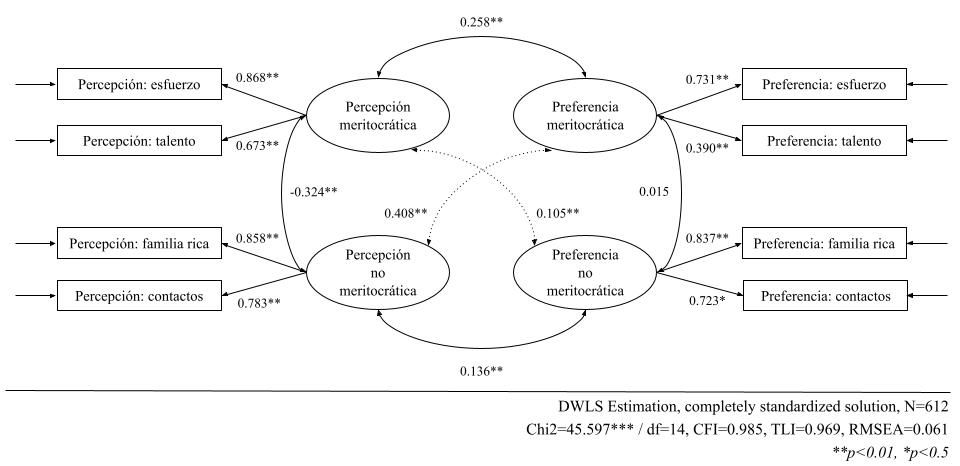 0.258**
Percepción: esfuerzo
0.868**
Percepción
meritocrática
Preferencia
meritocrática
0.731**
Preferencia: esfuerzo
Percepción: talento
0.673**
0.390**
Preferencia: talento
-0.324**
0.408**
0.105**
0.015
Percepción: familia rica
0.858**
Percepción
no
meritocrática
Preferencia
no
meritocrática
0.837**
Preferencia: familia rica
Percepción: contactos
0.783**
0.723*
Preferencia: contactos
0.136**
DWLS Estimation, completely standardized solution, N=612
Chi2=45.597*** / df=14, CFI=0.985, TLI=0.969, RMSEA=0.061
**p<0.01, *p<0.5